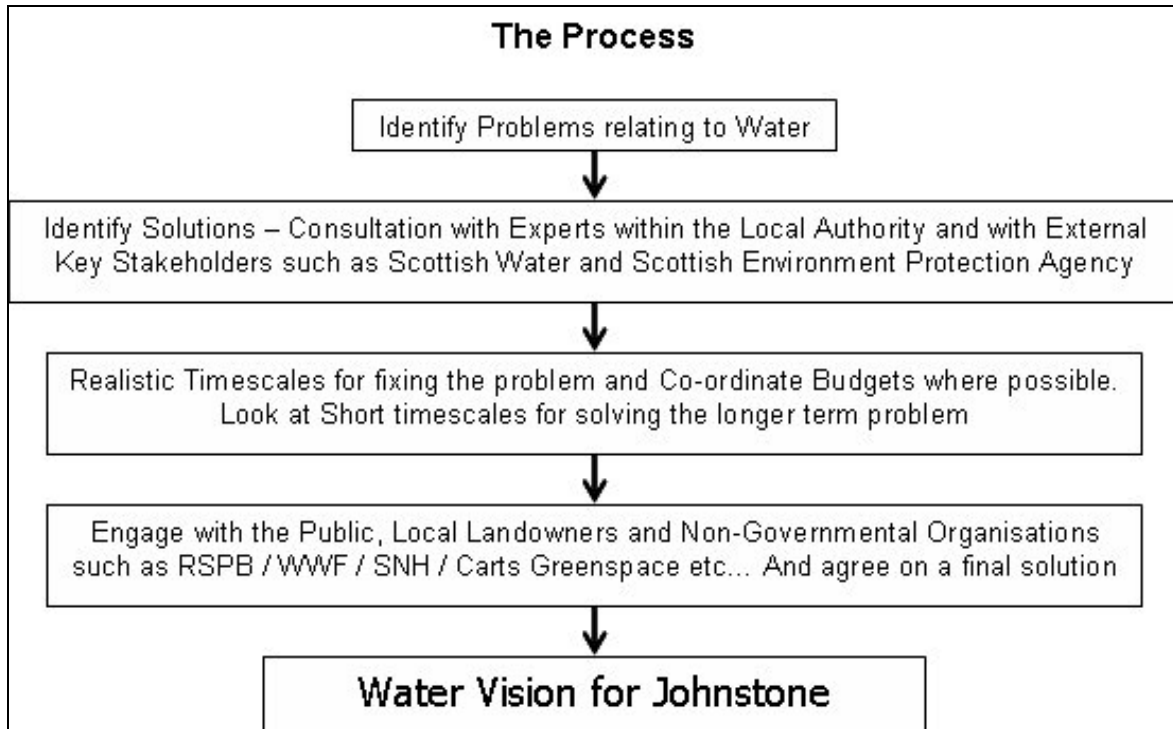 The Process
Identify Problems relating to Water
Identify Solutions – Consultation with Experts within the Local Authority and with External
Key Stakeholders such as Scottish Water and Scottish Environment Protection Agency
Realistic Timescales for fixing the problem and Co-ordinate Budgets where possible.
Look at Short timescales for solving the longer term problem
Engage with the Public, Local Landowners and Non-Governmental Organisations
such as RSPB / WWF / SNH / Carts Greenspace etc... And agree on a final solution
Water Vision for Johnstone